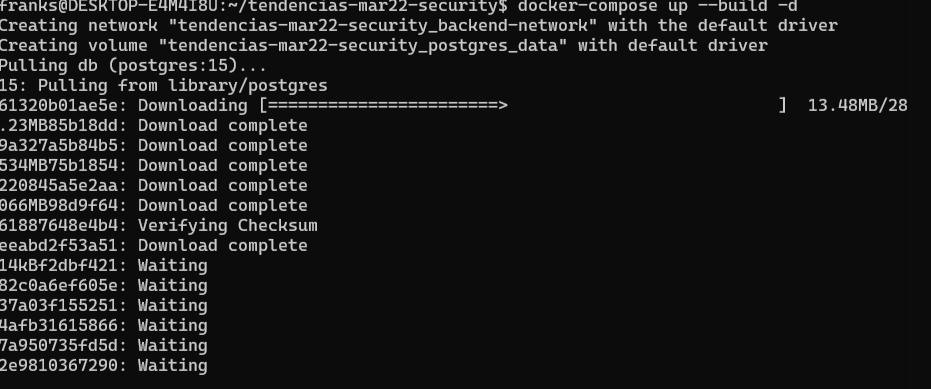 franks@DESKTOP-E4M4I8U:~/tendencias-mar22-security$ docker-compose up --build -d
Creating network "tendencias-mar22-security_backend-network" with the default driver
Creating volume "tendencias-mar22-security_postgres_data" with default driver
Pulling db (postgres:15)...
15: Pulling from library/postgres
61320b01ae5e: Downloading [========================>                          ]  13.48MB/28
.23MB85b18dd: Download complete
9a327a5b84b5: Download complete
534MB75b1854: Download complete
220845a5e2aa: Download complete
066MB98d9f64: Download complete
61887648e4b4: Verifying Checksum
eeabd2f53a51: Download complete
14kBf2dbf421: Waiting
82c0a6ef605e: Waiting
37a03f155251: Waiting
4afb31615866: Waiting
7a950735fd5d: Waiting
2e9810367290: Waiting